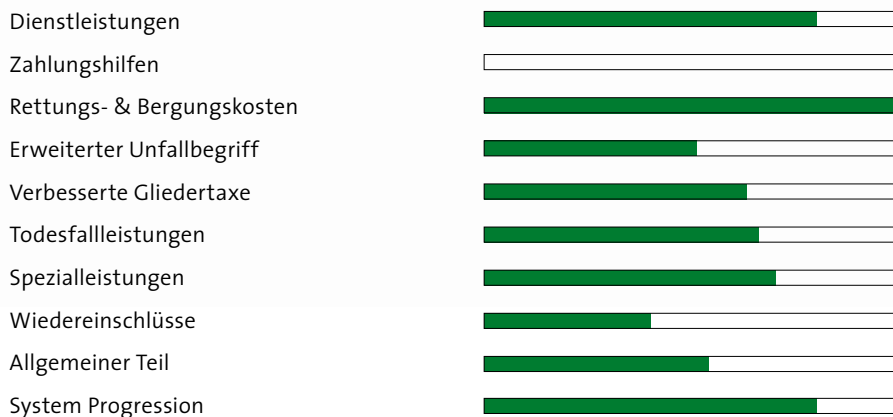 Dienstleistungen
Zahlungshilfen
Rettungs- & Bergungskosten
Erweiterter Unfallbegriff
Verbesserte Gliedertaxe
Todesfallleistungen
Spezialleistungen
Wiedereinschlüsse
Allgemeiner Teil
System Progression